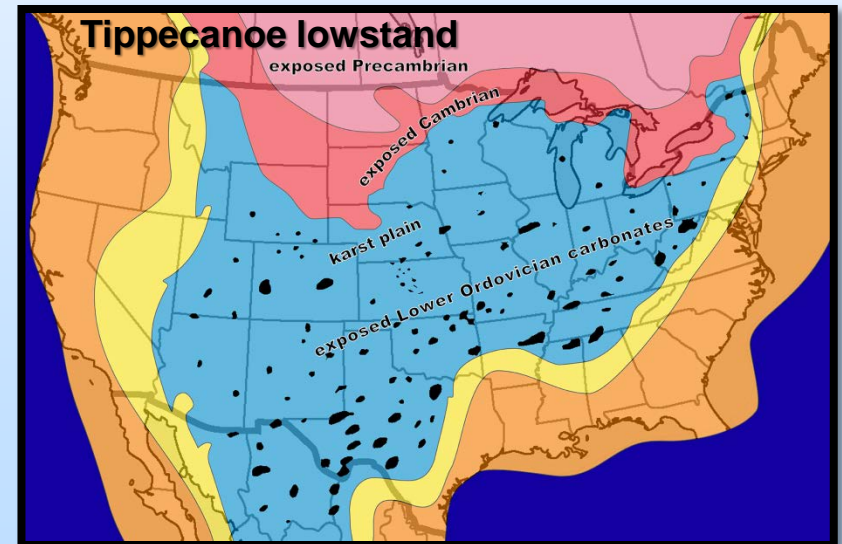 Tippecanoe lowstand
exposed Precambrian
exposed Cambrian
karst plain
exposed Lower Ordovician carbonates